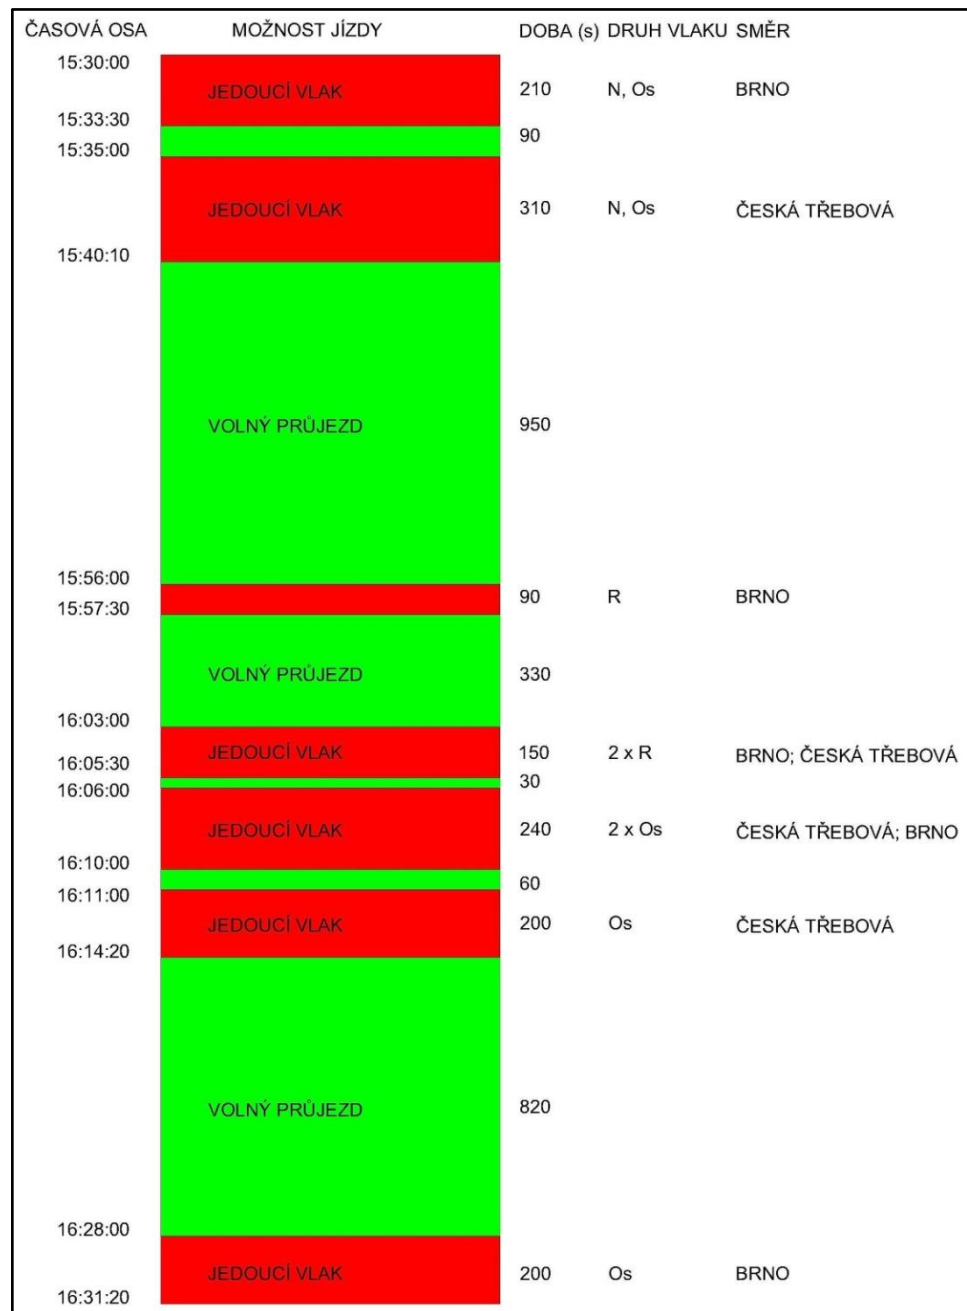 ČASOVÁ OSA MOŽNOST JÍZDY DOBA (s) DRUH VLAKU SMĚR
15:30:00
JEDOUCÍ VLAK 210 N, Os BRNO
15:33:30
90
15:35:00
JEDOUCÍ VLAK 310 N, Os ČESKÁ TŘEBOVÁ
15:40:10
VOLNÝ PRŮJEZD 950
15:56:00
90 R BRNO
15:57:30
VOLNÝ PRŮJEZD 330
16:03:00
JEDOUCÍ VLAK 150 2 x R BRNO; ČESKÁ TŘEBOVÁ
16:05:30
30
16:06:00
JEDOUCÍ VLAK 240 2 x Os ČESKÁ TŘEBOVÁ; BRNO
16:10:00
60
16:11:00
JEDOUCÍ VLAK 200 Os ČESKÁ TŘEBOVÁ
16:14:20
VOLNÝ PRŮJEZD 820
16:28:00
JEDOUCÍ VLAK 200 Os BRNO
16:31:20